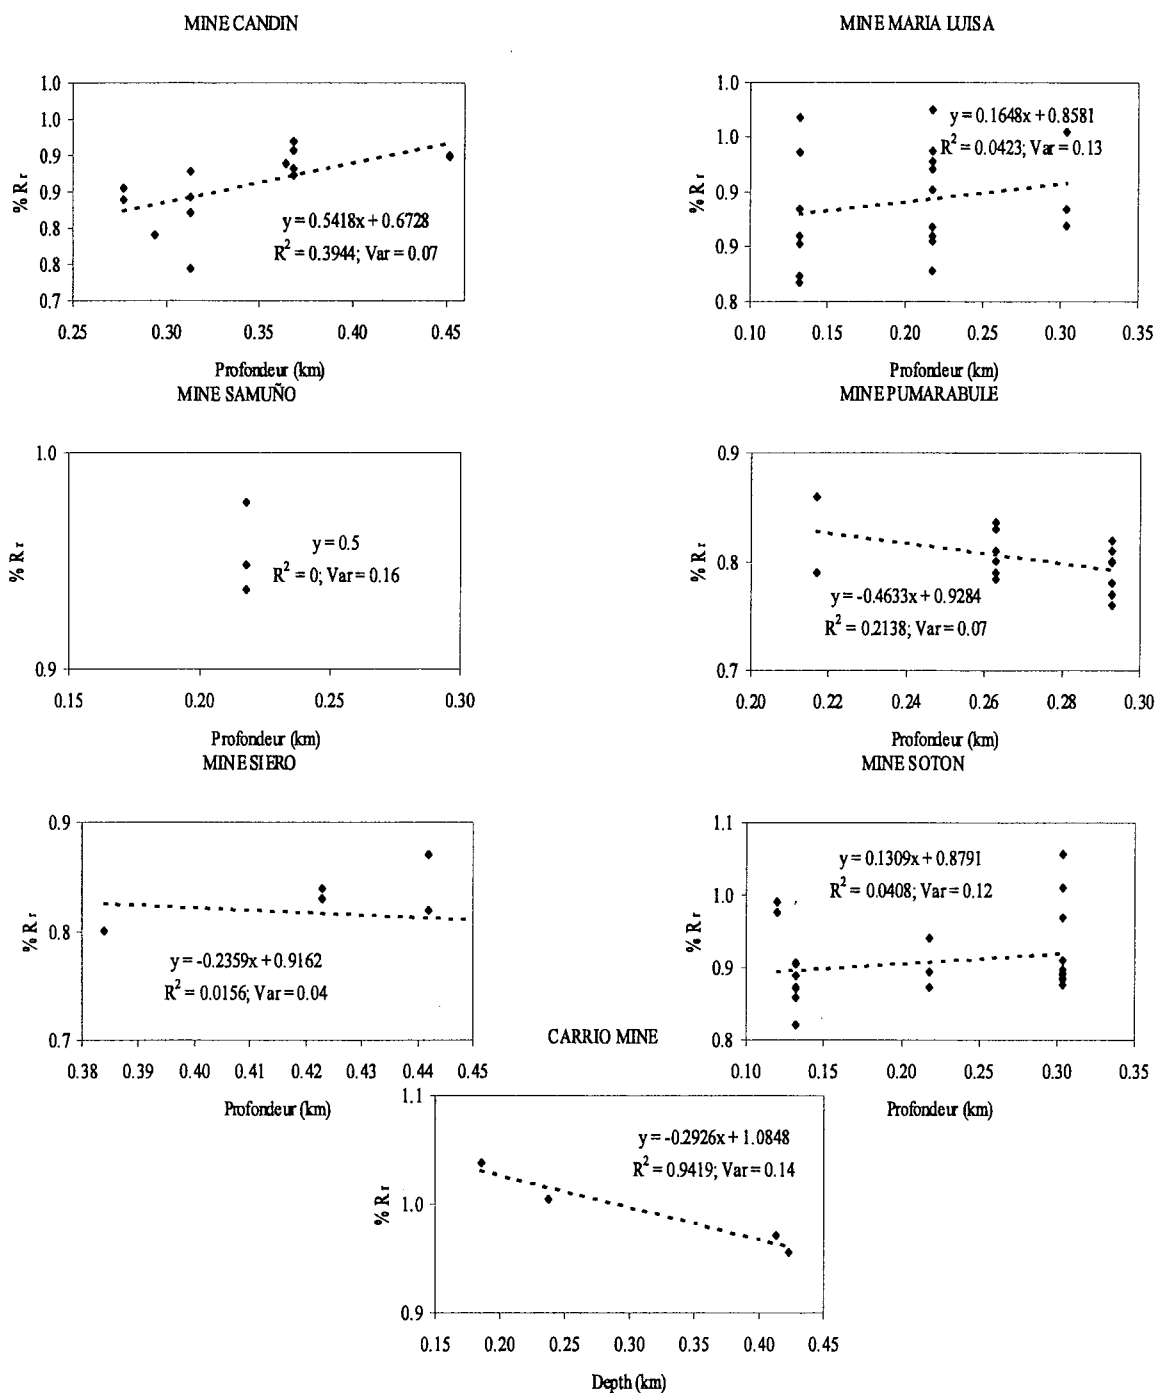 MINE CANDIN
1.0
1.0
0.9
0.9
0.8
0.8
0.7
% Rr
y = 0.5418x + 0.6728
R² = 0.3944; Var = 0.07
0.25 0.30 0.35 0.40 0.45
Profondeur (km)
MINE MARIA LUISA
1.0
1.0
0.9
0.9
0.8
% Rr
y = 0.1648x + 0.8581
R² = 0.0423; Var = 0.13
0.10 0.15 0.20 0.25 0.30 0.35
Profondeur (km)
MINE SAMUÑO
1.0
0.9
% Rr
y = 0.5
R² = 0; Var = 0.16
0.15 0.20 0.25 0.30
Profondeur (km)
MINE PUMARABULE
0.9
0.8
0.7
% Rr
y = -0.4633x + 0.9284
R² = 0.2138; Var = 0.07
0.20 0.22 0.24 0.26 0.28 0.30
Profondeur (km)
MINE SIERO
0.9
0.8
0.7
% Rr
y = -0.2359x + 0.9162
R² = 0.0156; Var = 0.04
0.38 0.39 0.40 0.41 0.42 0.43 0.44 0.45
Profondeur (km)
MINE SOTON
1.1
1.0
0.9
0.8
% Rr
y = 0.1309x + 0.8791
R² = 0.0408; Var = 0.12
0.10 0.15 0.20 0.25 0.30 0.35
Profondeur (km)
CARRIO MINE
1.1
1.0
0.9
% Rr
y = -0.2926x + 1.0848
R² = 0.9419; Var = 0.14
0.15 0.20 0.25 0.30 0.35 0.40 0.45
Depth (km)